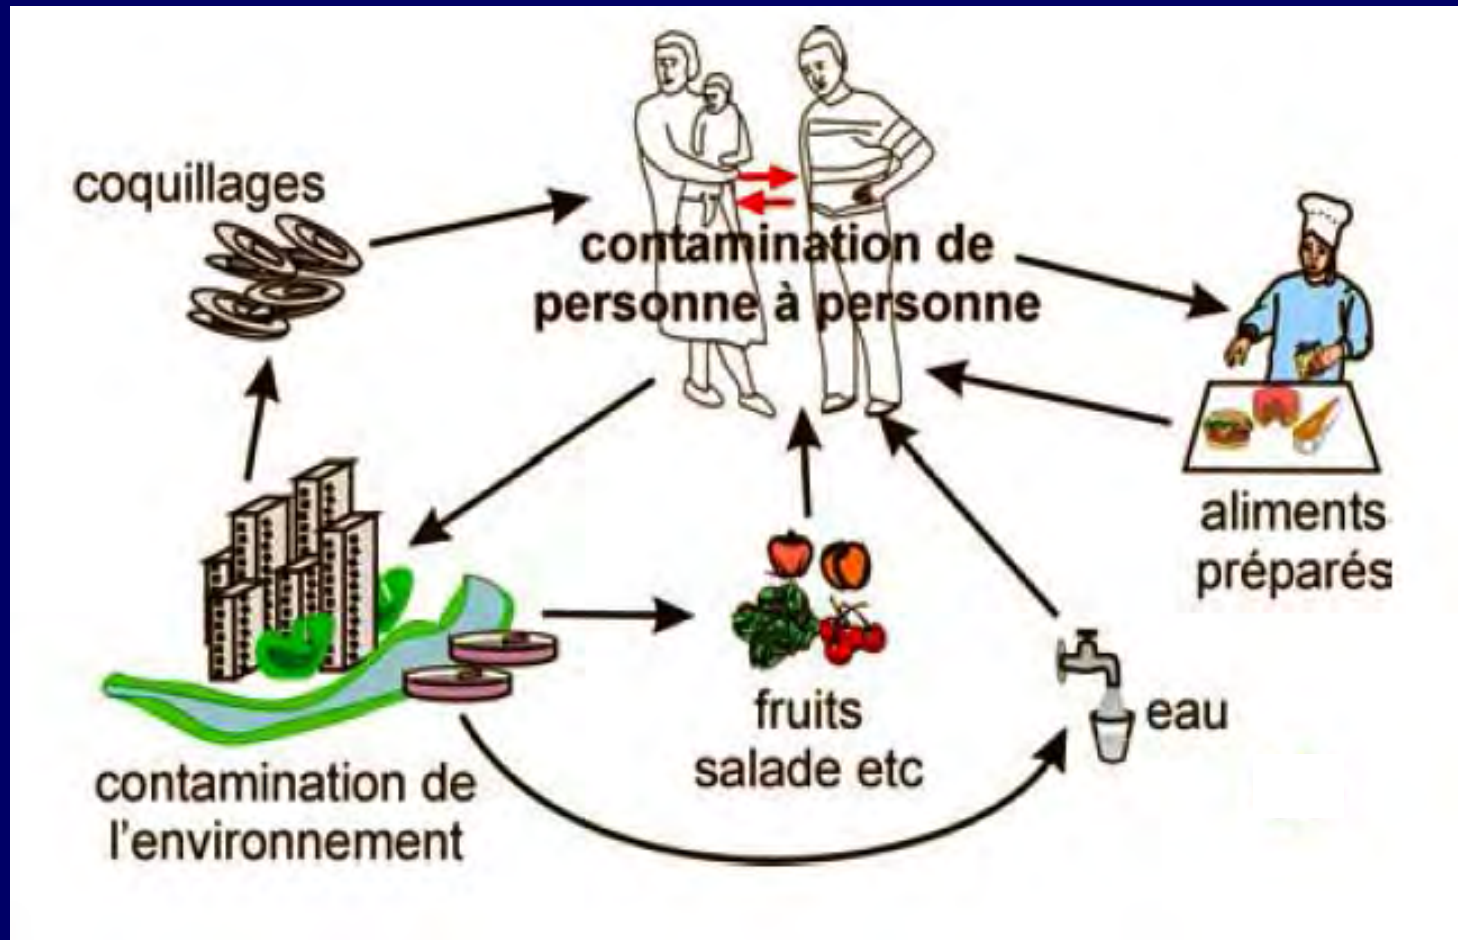 coquillages
contamination de
personne à personne
aliments
préparés
fruits
salade etc
eau
contamination de
l'environnement